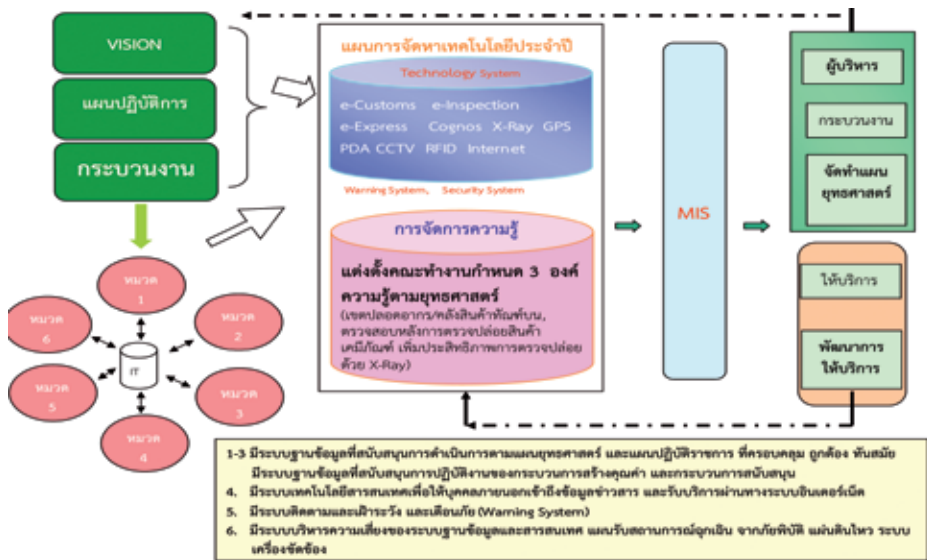 VISION
แผนปฏิบัติการ
กระบวนงาน
หมวด
1
หมวด
2
หมวด
3
หมวด
4
หมวด
5
หมวด
6
IT
แผนการจัดหาเทคโนโลยีประจำปี
Technology System
e-Customs e-Inspection
e-Express Cognos X-Ray GPS
PDA CCTV RFID Internet
Warning System, Security System
การจัดการความรู้
แต่งตั้งคณะทำงานกำหนด 3 องค์
ความรู้ตามยุทธศาสตร์
(เขตปลอดอากร/คลังสินค้าทัณฑ์บน,
ตรวจสอบหลังการตรวจปล่อยสินค้า
เคมีภัณฑ์ เพิ่มประสิทธิภาพการตรวจปล่อย
ด้วย X-Ray)
MIS
ผู้บริหาร
กระบวนงาน
จัดทำแผน
ยุทธศาสตร์
ให้บริการ
พัฒนาการ
ให้บริการ
1-3 มีระบบฐานข้อมูลที่สนับสนุนการดำเนินการตามแผนยุทธศาสตร์ และแผนปฏิบัติราชการ ที่ครอบคลุม ถูกต้อง ทันสมัย
มีระบบฐานข้อมูลที่สนับสนุนการปฏิบัติงานของกระบวนการสร้างคุณค่า และกระบวนการสนับสนุน
4. มีระบบเทคโนโลยีสารสนเทศเพื่อให้บุคคลภายนอกเข้าถึงข้อมูลข่าวสาร และรับบริการผ่านทางระบบอินเตอร์เน็ต
5. มีระบบติดตามและเฝ้าระวัง และเตือนภัย (Warning System)
6. มีระบบบริหารความเสี่ยงของระบบฐานข้อมูลและสารสนเทศ แผนรับสถานการณ์ฉุกเฉิน จากภัยพิบัติ แผ่นดินไหว ระบบ
เครื่องขัดข้อง